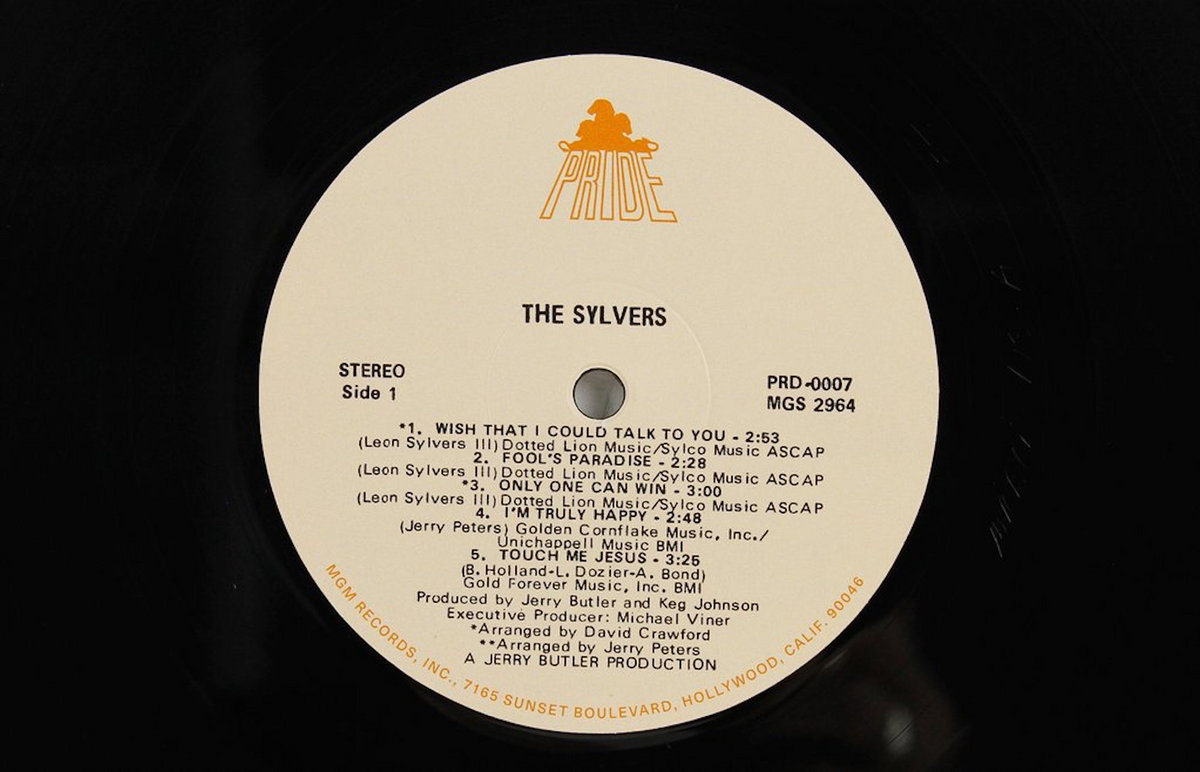 PRIDE
THE SYLVERS
STEREO
Side 1
PRD-0007
MGS 2964
*1. WISH THAT I COULD TALK TO YOU - 2:53
(Leon Sylvers III) Dotted Lion Music/Sylco Music ASCAP
2. FOOL'S PARADISE - 2:28
(Leon Sylvers III) Dotted Lion Music/Sylco Music ASCAP
*3. ONLY ONE CAN WIN - 3:00
(Leon Sylvers III) Dotted Lion Music/Sylco Music ASCAP
4. I'M TRULY HAPPY - 2:48
(Jerry Peters) Golden Cornflake Music, Inc./
Unichappell Music BMI
5. TOUCH ME JESUS - 3:25
(B. Holland-L. Dozier-A. Bond)
Gold Forever Music, Inc. BMI
Produced by Jerry Butler and Keg Johnson
Executive Producer: Michael Viner
*Arranged by David Crawford
**Arranged by Jerry Peters
A JERRY BUTLER PRODUCTION
MGM RECORDS, INC., 7165 SUNSET BOULEVARD, HOLLYWOOD, CALIF. 90046